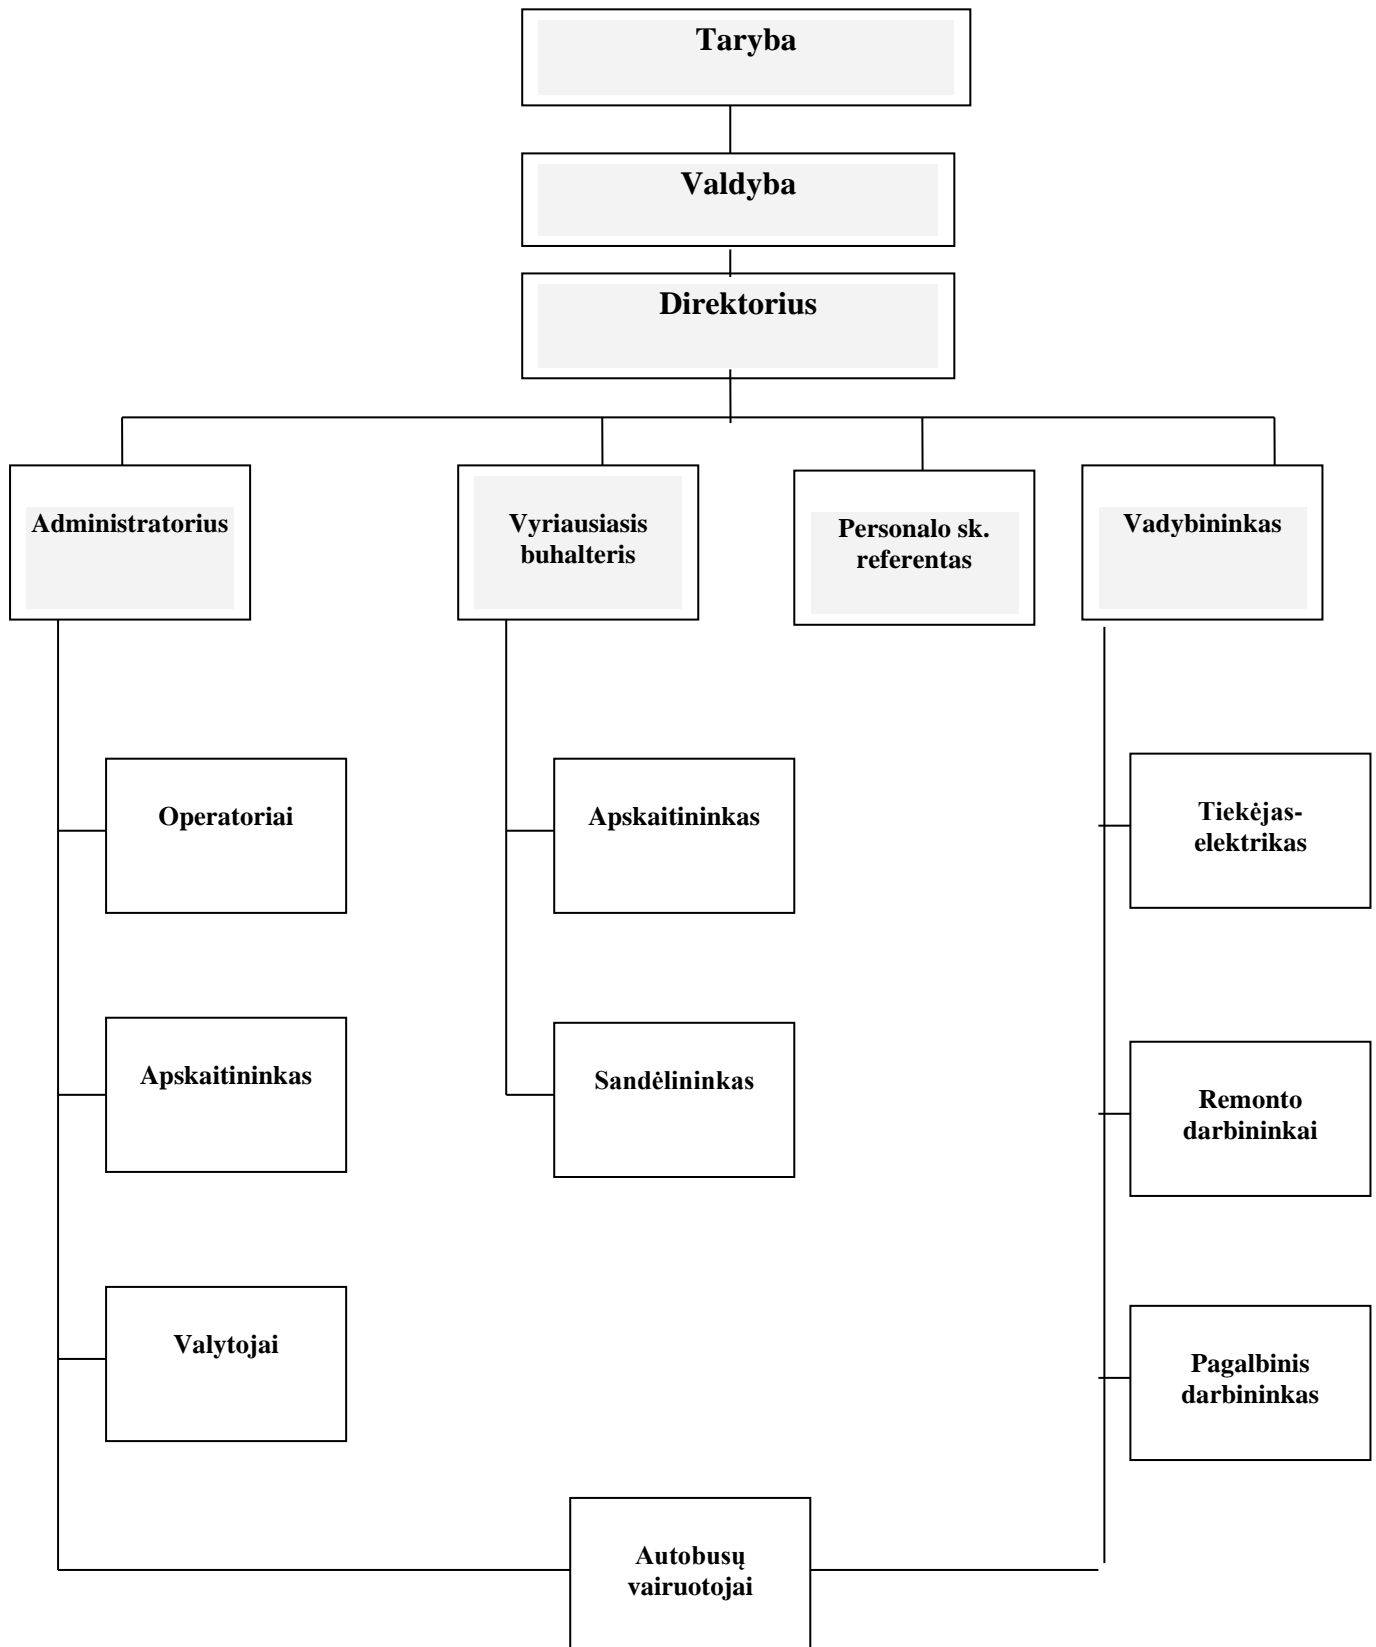 Taryba
Valdyba
Direktorius
Administratorius
Vyriausiasis
buhalteris
Personalo sk.
referentas
Vadybininkas
Operatoriai
Apskaitininkas
Tiekėjas-
elektrikas
Apskaitininkas
Sandėlininkas
Remonto
darbininkai
Valytojai
Pagalbinis
darbininkas
Autobusų
vairuotojai